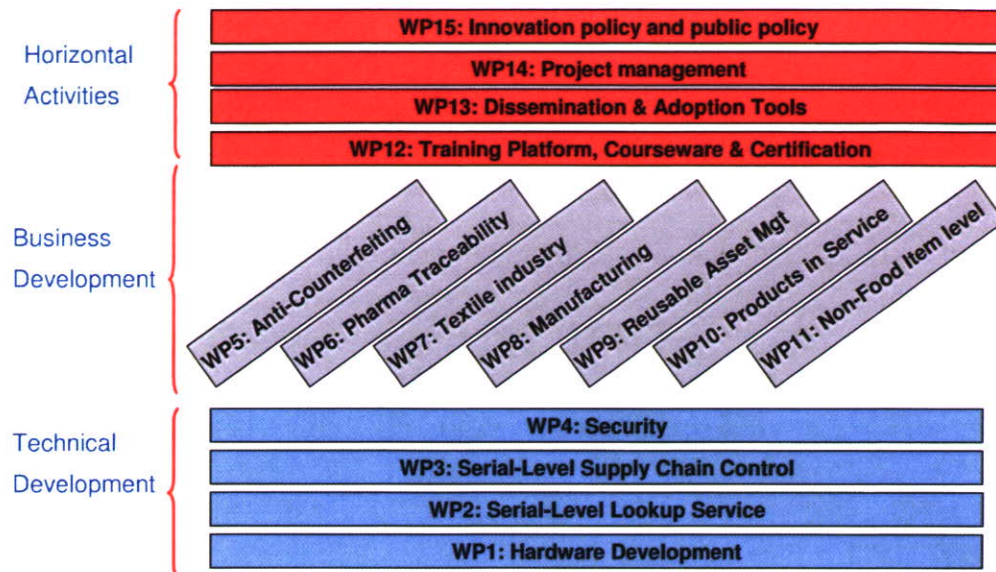 Horizontal
Activities
WP15: Innovation policy and public policy
WP14: Project management
WP13: Dissemination & Adoption Tools
WP12: Training Platform, Courseware & Certification
Business
Development
WP5: Anti-Counterfeiting
WP6: Pharma Traceability
WP7: Textile industry
WP8: Manufacturing
WP9: Reusable Asset Mgt
WP10: Products in Service
WP11: Non-Food Item level
Technical
Development
WP4: Security
WP3: Serial-Level Supply Chain Control
WP2: Serial-Level Lookup Service
WP1: Hardware Development